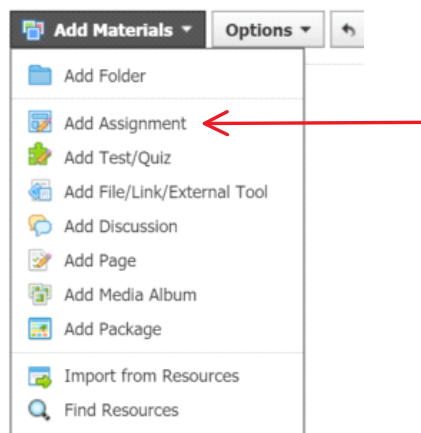 Add Materials
Options
Add Folder
Add Assignment
Add Test/Quiz
Add File/Link/External Tool
Add Discussion
Add Page
Add Media Album
Add Package
Import from Resources
Find Resources